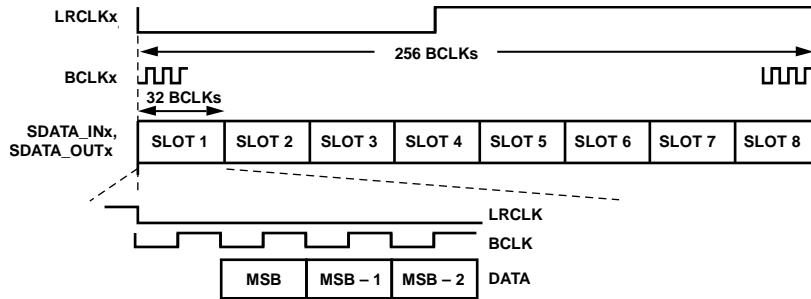 LRCLKx
256 BCLKs
BCLKx
32 BCLKs
SDATA_INx,
SDATA_OUTx
SLOT 1 SLOT 2 SLOT 3 SLOT 4 SLOT 5 SLOT 6 SLOT 7 SLOT 8
LRCLK
BCLK
MSB MSB – 1 MSB – 2 DATA